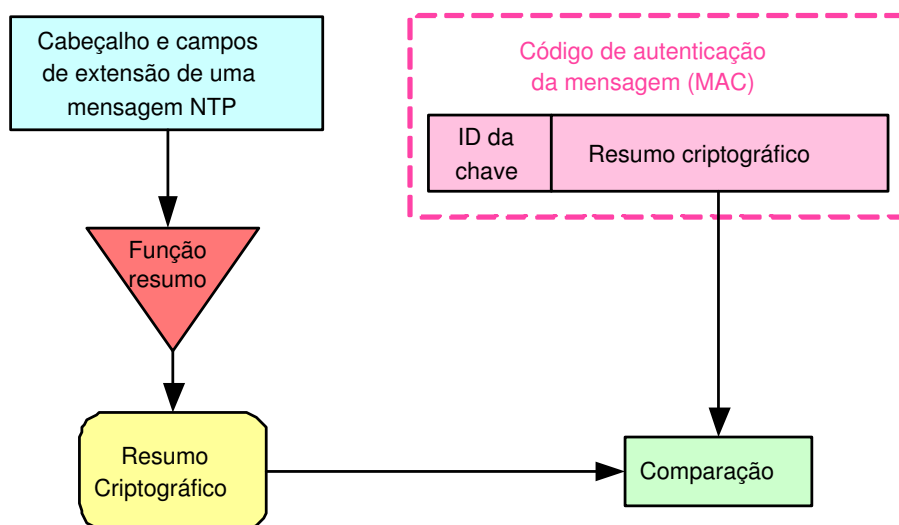 Cabeçalho e campos
de extensão de uma
mensagem NTP
Código de autenticação
da mensagem (MAC)
ID da
chave
Resumo criptográfico
Função
resumo
Resumo
Criptográfico
Comparação